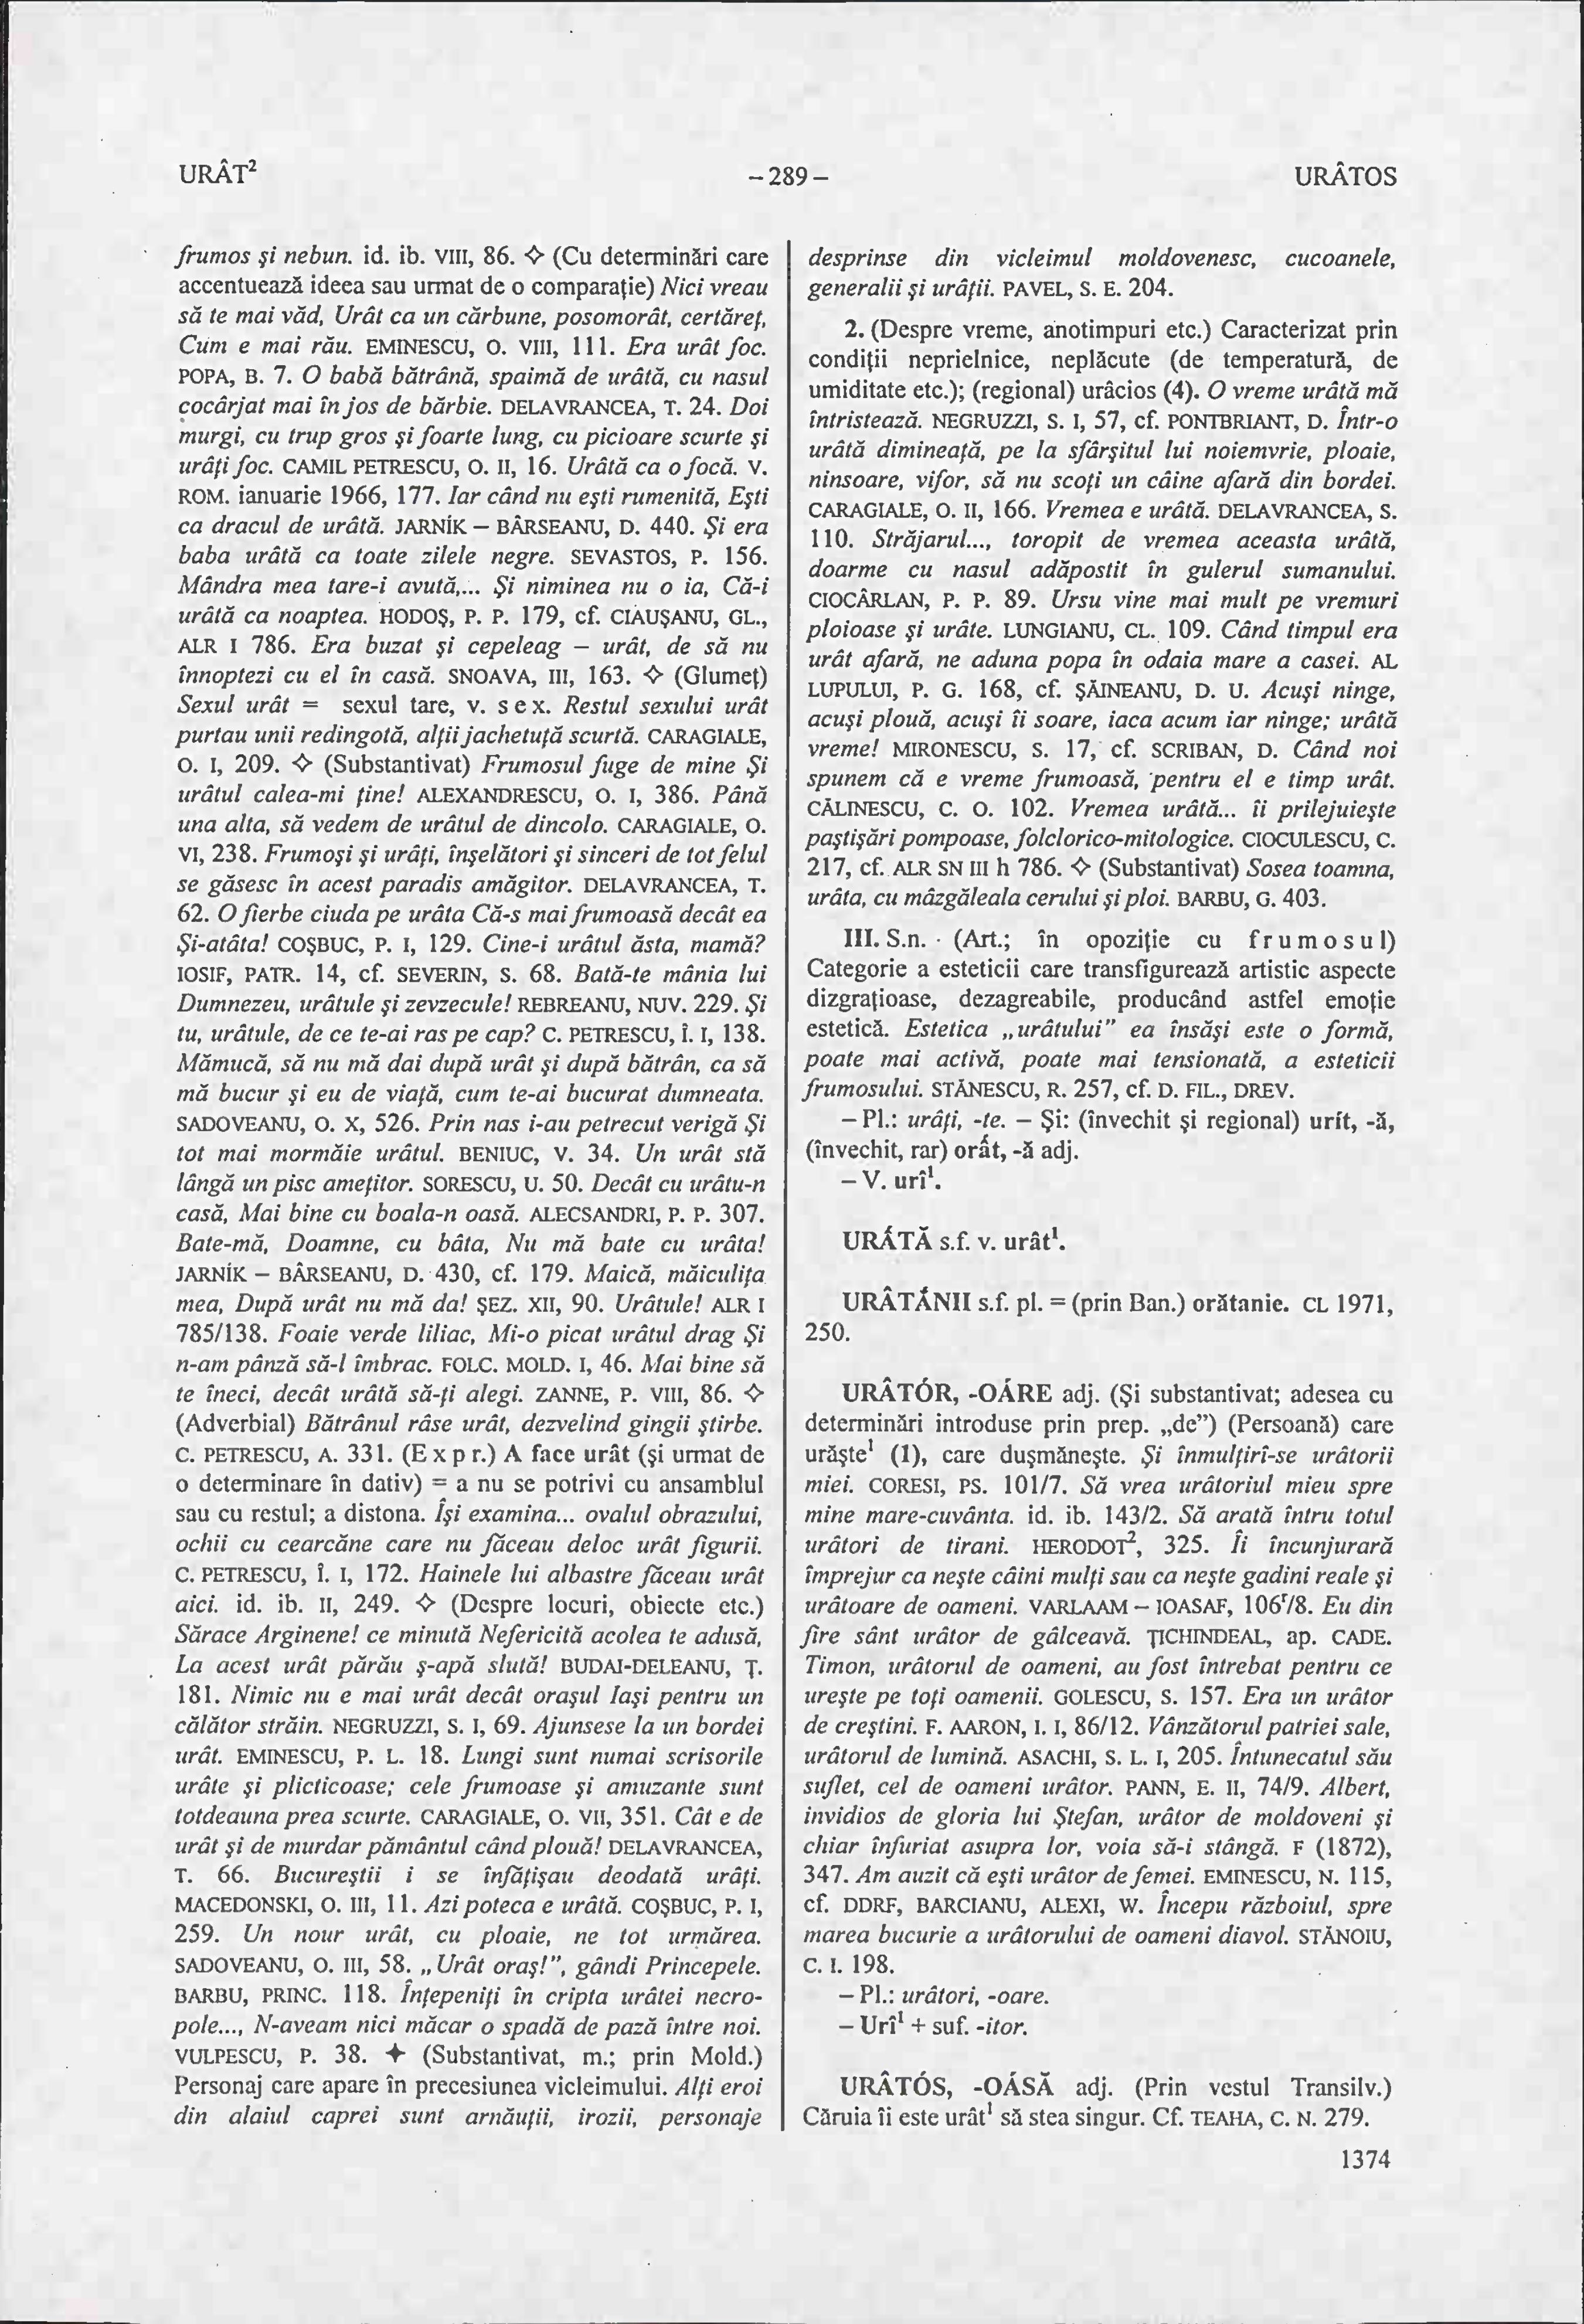 URÂT²
– 289 –
URÂTOS
frumos şi nebun. id. ib. VIII, 86. ◇ (Cu determinări care
accentuează ideea sau urmat de o comparaţie) Nici vreau
să te mai văd, Urât ca un cărbune, posomorât, certăreţ,
Cum e mai rău. EMINESCU, O. VIII, 111. Era urât foc.
POPA, B. 7. O babă bătrână, spaimă de urâtă, cu nasul
cocârjat mai în jos de bărbie. DELAVRANCEA, T. 24. Doi
murgi, cu trup gros şi foarte lung, cu picioare scurte şi
urâţi foc. CAMIL PETRESCU, O. II, 16. Urâtă ca o focă. V.
ROM. ianuarie 1966, 177. Iar când nu eşti rumenită, Eşti
ca dracul de urâtă. JARNÍK – BÂRSEANU, D. 440. Şi era
baba urâtă ca toate zilele negre. SEVASTOS, P. 156.
Mândra mea tare-i avută,... Şi niminea nu o ia, Că-i
urâtă ca noaptea. HODOŞ, P. P. 179, cf. CIAUŞANU, GL.,
ALR I 786. Era buzat şi cepeleag – urât, de să nu
înnoptezi cu el în casă. SNOAVA, III, 163. ◇ (Glumeţ)
Sexul urât = sexul tare, v. s e x. Restul sexului urât
purtau unii redingotă, alţii jachetuţă scurtă. CARAGIALE,
O. I, 209. ◇ (Substantivat) Frumosul fuge de mine Şi
urâtul calea-mi ţine! ALEXANDRESCU, O. I, 386. Până
una alta, să vedem de urâtul de dincolo. CARAGIALE, O.
VI, 238. Frumoşi şi urâţi, înşelători şi sinceri de tot felul
se găsesc în acest paradis amăgitor. DELAVRANCEA, T.
62. O fierbe ciuda pe urâta Că-s mai frumoasă decât ea
Şi-atâta! COŞBUC, P. I, 129. Cine-i urâtul ăsta, mamă?
IOSIF, PATR. 14, cf. SEVERIN, S. 68. Bată-te mânia lui
Dumnezeu, urâtule şi zevzecule! REBREANU, NUV. 229. Şi
tu, urâtule, de ce te-ai ras pe cap? C. PETRESCU, Î. I, 138.
Mămucă, să nu mă dai după urât şi după bătrân, ca să
mă bucur şi eu de viaţă, cum te-ai bucurat dumneata.
SADOVEANU, O. X, 526. Prin nas i-au petrecut verigă Şi
tot mai mormăie urâtul. BENIUC, V. 34. Un urât stă
lângă un pisc ameţitor. SORESCU, U. 50. Decât cu urâtu-n
casă, Mai bine cu boala-n oasă. ALECSANDRI, P. P. 307.
Bate-mă, Doamne, cu bâta, Nu mă bate cu urâta!
JARNÍK – BÂRSEANU, D. 430, cf. 179. Maică, măiculiţa
mea, După urât nu mă da! ŞEZ. XII, 90. Urâtule! ALR I
785/138. Foaie verde liliac, Mi-o picat urâtul drag Şi
n-am pânză să-l îmbrac. FOLC. MOLD. I, 46. Mai bine să
te îneci, decât urâtă să-ţi alegi. ZANNE, P. VIII, 86. ◇
(Adverbial) Bătrânul râse urât, dezvelind gingii ştirbe.
C. PETRESCU, A. 331. (E x p r.) A face urât (şi urmat de
o determinare în dativ) = a nu se potrivi cu ansamblul
sau cu restul; a distona. Îşi examina... ovalul obrazului,
ochii cu cearcăne care nu făceau deloc urât figurii.
C. PETRESCU, Î. I, 172. Hainele lui albastre făceau urât
aici. id. ib. II, 249. ◇ (Despre locuri, obiecte etc.)
Sărace Arginene! ce minută Nefericită acolea te adusă,
La acest urât părău ş-apă slută! BUDAI-DELEANU, Ţ.
181. Nimic nu e mai urât decât oraşul Iaşi pentru un
călător străin. NEGRUZZI, S. I, 69. Ajunsese la un bordei
urât. EMINESCU, P. L. 18. Lungi sunt numai scrisorile
urâte şi plicticoase; cele frumoase şi amuzante sunt
totdeauna prea scurte. CARAGIALE, O. VII, 351. Cât e de
urât şi de murdar pământul când plouă! DELAVRANCEA,
T. 66. Bucureştii i se înfăţişau deodată urâţi.
MACEDONSKI, O. III, 11. Azi poteca e urâtă. COŞBUC, P. I,
259. Un nour urât, cu ploaie, ne tot urmărea.
SADOVEANU, O. III, 58. „Urât oraş!”, gândi Princepele.
BARBU, PRINC. 118. Înţepeniţi în cripta urâtei necro-
pole..., N-aveam nici măcar o spadă de pază între noi.
VULPESCU, P. 38. ✦ (Substantivat, m.; prin Mold.)
Personaj care apare în precesiunea vicleimului. Alţi eroi
din alaiul caprei sunt arnăuţii, irozii, personaje
desprinse din vicleimul moldovenesc, cucoanele,
generalii şi urâţii. PAVEL, S. E. 204.
2. (Despre vreme, anotimpuri etc.) Caracterizat prin
condiţii neprielnice, neplăcute (de temperatură, de
umiditate etc.); (regional) urâcios (4). O vreme urâtă mă
întristează. NEGRUZZI, S. I, 57, cf. PONTBRIANT, D. Într-o
urâtă dimineaţă, pe la sfârşitul lui noiemvrie, ploaie,
ninsoare, vifor, să nu scoţi un câine afară din bordei.
CARAGIALE, O. II, 166. Vremea e urâtă. DELAVRANCEA, S.
110. Străjarul..., toropit de vremea aceasta urâtă,
doarme cu nasul adăpostit în gulerul sumanului.
CIOCÂRLAN, P. P. 89. Ursu vine mai mult pe vremuri
ploioase şi urâte. LUNGIANU, CL. 109. Când timpul era
urât afară, ne aduna popa în odaia mare a casei. AL
LUPULUI, P. G. 168, cf. ŞĂINEANU, D. U. Acuşi ninge,
acuşi plouă, acuşi îi soare, iaca acum iar ninge; urâtă
vreme! MIRONESCU, S. 17, cf. SCRIBAN, D. Când noi
spunem că e vreme frumoasă, pentru el e timp urât.
CĂLINESCU, C. O. 102. Vremea urâtă... îi prilejuieşte
paştişări pompoase, folclorico-mitologice. CIOCULESCU, C.
217, cf. ALR SN III h 786. ◇ (Substantivat) Sosea toamna,
urâta, cu mâzgăleala cerului şi ploi. BARBU, G. 403.
III. S.n. (Art.; în opoziţie cu f r u m o s u l)
Categorie a esteticii care transfigurează artistic aspecte
dizgraţioase, dezagreabile, producând astfel emoţie
estetică. Estetica „urâtului” ea însăşi este o formă,
poate mai activă, poate mai tensionată, a esteticii
frumosului. STĂNESCU, R. 257, cf. D. FIL., DREV.
– Pl.: urâţi, -te. – Şi: (învechit şi regional) urít, -ă,
(învechit, rar) orất, -ă adj.
– V. urî¹.
URẤTĂ s.f. v. urât¹.
URÂTÁNII s.f. pl. = (prin Ban.) orătanie. CL 1971,
250.
URÂTÓR, -OÁRE adj. (Şi substantivat; adesea cu
determinări introduse prin prep. „de”) (Persoană) care
urăşte¹ (1), care duşmăneşte. Şi înmulţirî-se urâtorii
miei. CORESI, PS. 101/7. Să vrea urâtoriul mieu spre
mine mare-cuvânta. id. ib. 143/2. Să arată întru totul
urâtori de tirani. HERODOT², 325. Îi încunjurară
împrejur ca neşte câini mulţi sau ca neşte gadini reale şi
urâtoare de oameni. VARLAAM – IOASAF, 106ʳ/8. Eu din
fire sânt urâtor de gâlceavă. ŢICHINDEAL, ap. CADE.
Timon, urâtorul de oameni, au fost întrebat pentru ce
ureşte pe toţi oamenii. GOLESCU, S. 157. Era un urâtor
de creştini. F. AARON, I. I, 86/12. Vânzătorul patriei sale,
urâtorul de lumină. ASACHI, S. L. I, 205. Întunecatul său
suflet, cel de oameni urâtor. PANN, E. II, 74/9. Albert,
invidios de gloria lui Ştefan, urâtor de moldoveni şi
chiar înfuriat asupra lor, voia să-i stângă. F (1872),
347. Am auzit că eşti urâtor de femei. EMINESCU, N. 115,
cf. DDRF, BARCIANU, ALEXI, W. Începu războiul, spre
marea bucurie a urâtorului de oameni diavol. STĂNOIU,
C. I. 198.
– Pl.: urâtori, -oare.
– Urî¹ + suf. -itor.
URÂTÓS, -OÁSĂ adj. (Prin vestul Transilv.)
Căruia îi este urât¹ să stea singur. Cf. TEAHA, C. N. 279.
1374